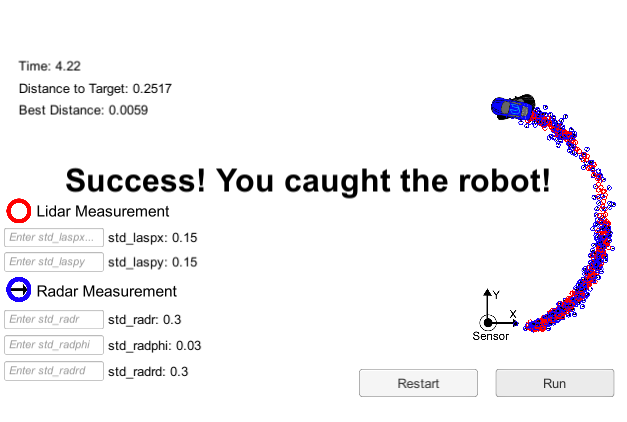 Time: 4.22
Distance to Target: 0.2517
Best Distance: 0.0059
Success! You caught the robot!
Lidar Measurement
Enter std_laspx... std_laspx: 0.15
Enter std_laspy std_laspy: 0.15
Radar Measurement
Y
X
Sensor
Enter std_radr std_radr: 0.3
Enter std_radphi std_radphi: 0.03
Enter std_radrd std_radrd: 0.3
Restart Run